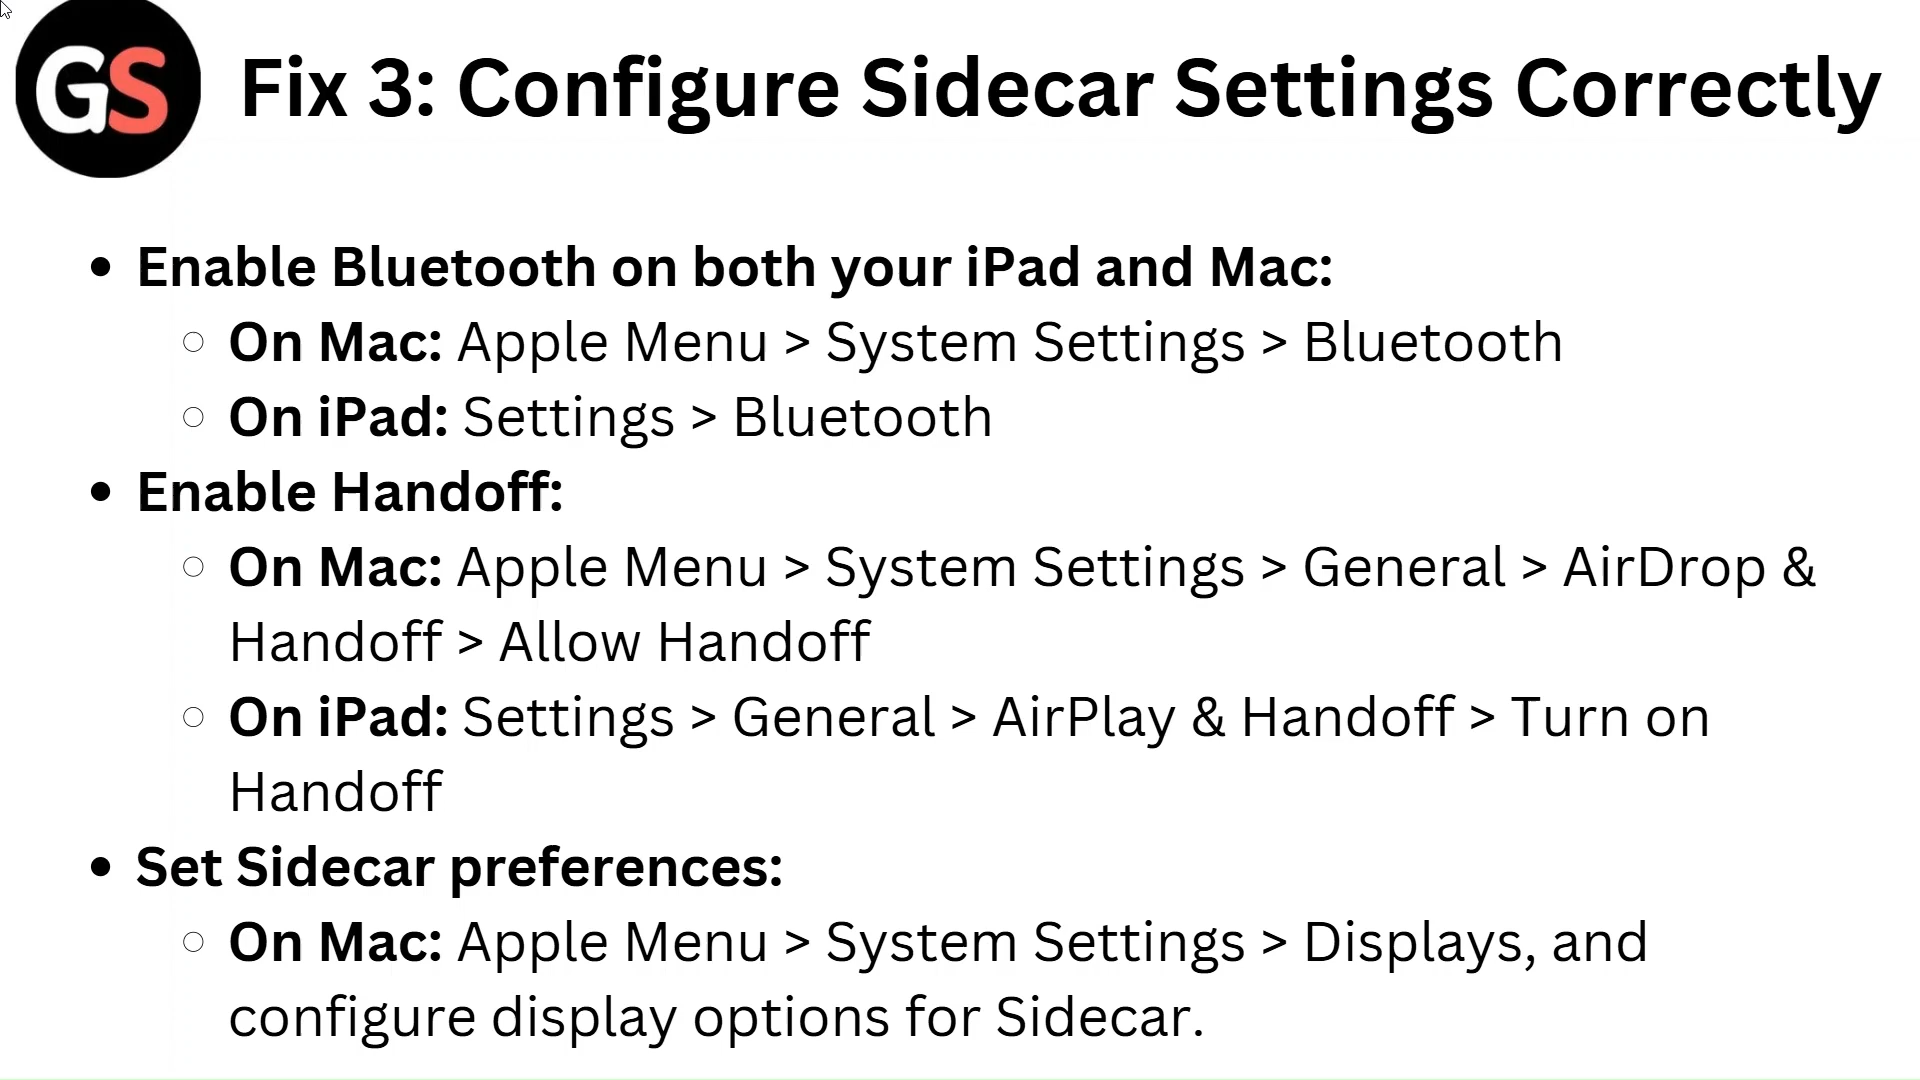 GS
Fix 3: Configure Sidecar Settings Correctly
• Enable Bluetooth on both your iPad and Mac:
○ On Mac: Apple Menu > System Settings > Bluetooth
○ On iPad: Settings > Bluetooth
• Enable Handoff:
○ On Mac: Apple Menu > System Settings > General > AirDrop &
Handoff > Allow Handoff
○ On iPad: Settings > General > AirPlay & Handoff > Turn on
Handoff
• Set Sidecar preferences:
○ On Mac: Apple Menu > System Settings > Displays, and
configure display options for Sidecar.